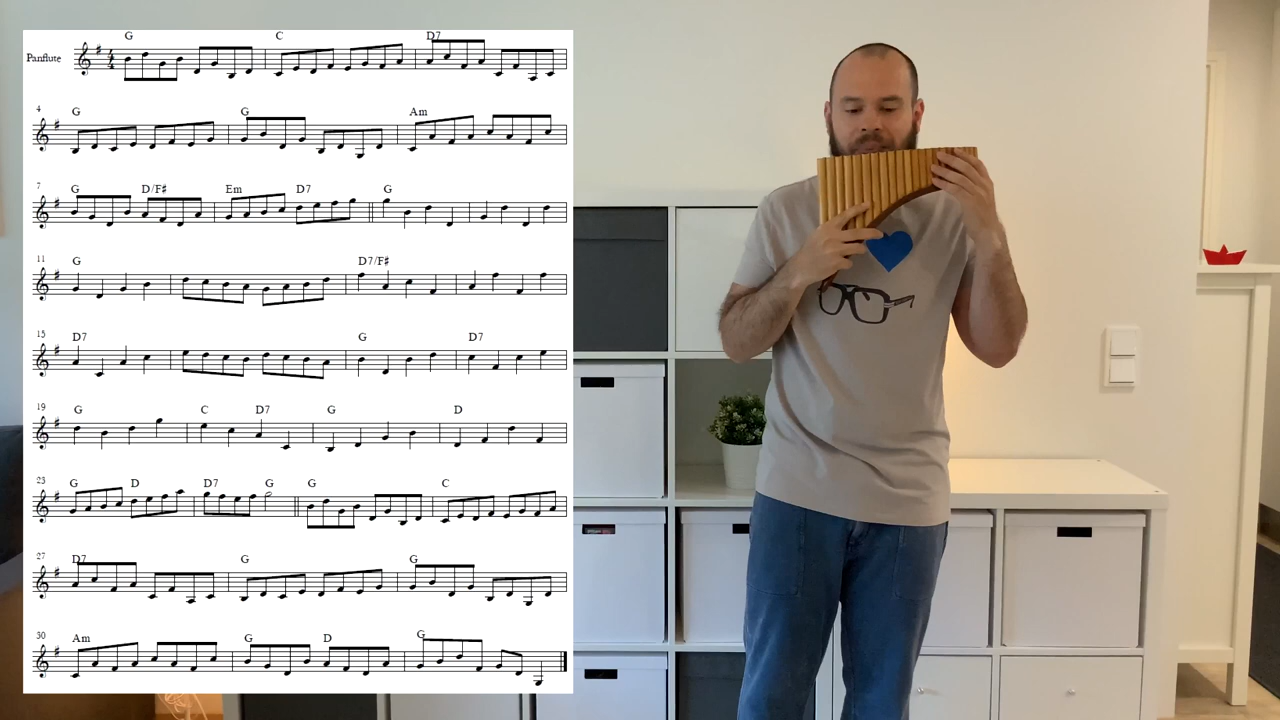 G C D7
Panflute
4 G G Am
7 G D/F♯ Em D7 G
11 G D7/F♯
15 D7 G D7
19 G C D7 G D
23 G D D7 G G C
27 D7 G G
30 Am G D G